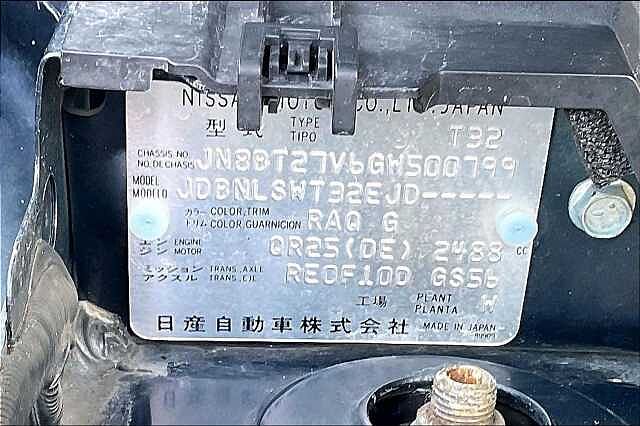 NISSAN MOTOR CO., LTD. JAPAN
型式 TYPE TIPO T32
CHASSIS NO. NO. DE CHASIS JN8BT27V6GW500799
MODEL MODELO JDBNLSWT32EJD-----
カラー COLOR, TRIM
トリム COLOR, GUARNICION RAQ G
エンジン ENGINE MOTOR QR25(DE) 2488 CC
ミッション TRANS., AXLE
アクスル TRANS., EJE RE0F10D GS56
工場 PLANT PLANTA W
日産自動車株式会社 MADE IN JAPAN